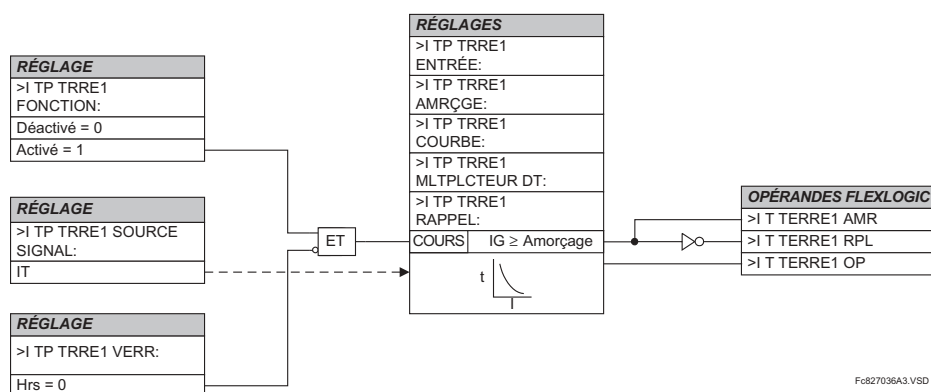 RÉGLAGE
>I TP TRRE1
FONCTION:
Déactivé = 0
Activé = 1
RÉGLAGE
>I TP TRRE1 SOURCE
SIGNAL:
IT
RÉGLAGE
>I TP TRRE1 VERR:
Hrs = 0
ET
RÉGLAGES
>I TP TRRE1
ENTRÉE:
>I TP TRRE1
AMRÇGE:
>I TP TRRE1
COURBE:
>I TP TRRE1
MLTPLCTEUR DT:
>I TP TRRE1
RAPPEL:
COURS IG ≥ Amorçage
t
I
OPÉRANDES FLEXLOGIC
>I T TERRE1 AMR
>I T TERRE1 RPL
>I T TERRE1 OP
Fc827036A3.VSD